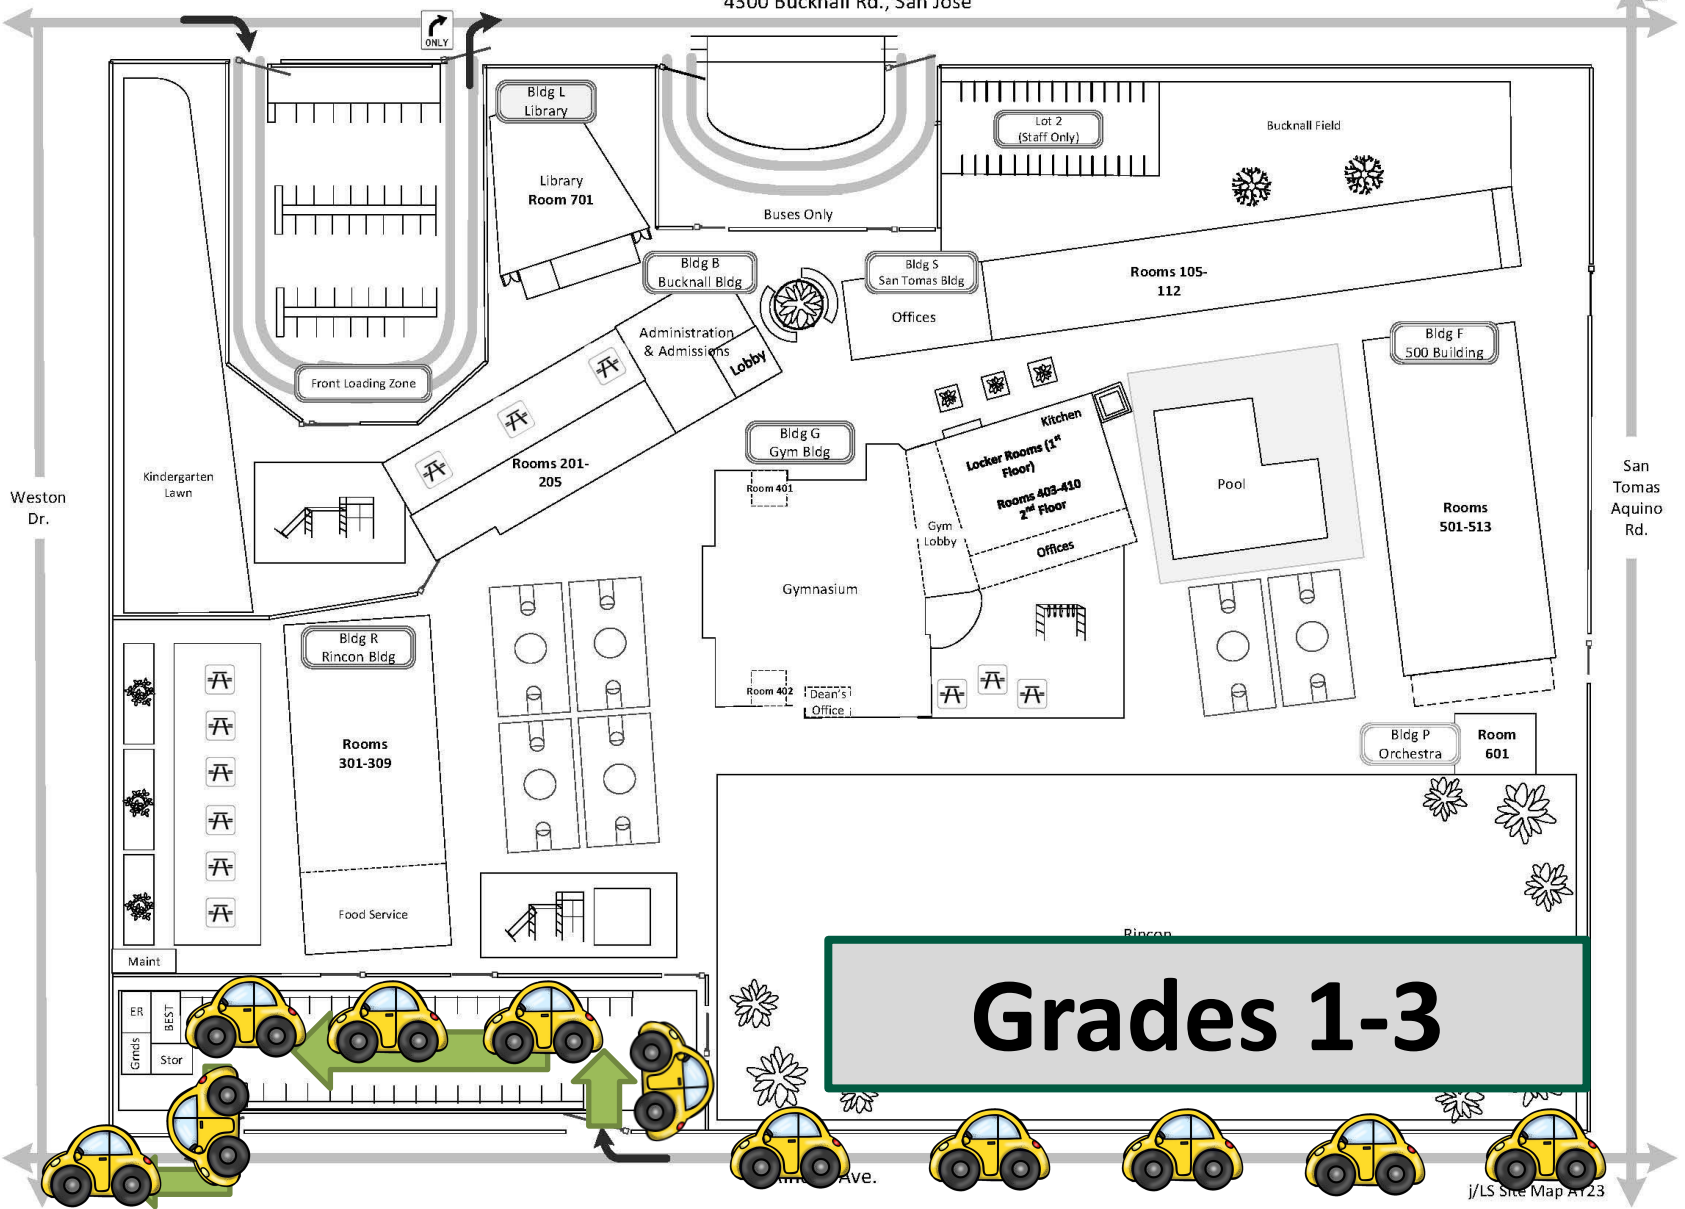 4300 Bucknall Rd., San Jose
ONLY
Bldg L
Library
Lot 2
(Staff Only)
Bucknall Field
Library
Room 701
Buses Only
Bldg B
Bucknall Bldg
Bldg S
San Tomas Bldg
Rooms 105-
112
Offices
Administration
& Admissions
Lobby
Bldg F
500 Building
Front Loading Zone
Kitchen
Bldg G
Gym Bldg
Locker Rooms (1st
Floor)
Rooms 403-410
2nd Floor
Rooms 201-
205
Kindergarten
Lawn
Room 401
Pool
Weston
Dr.
San
Tomas
Aquino
Rd.
Rooms
501-513
Gym
Lobby
Offices
Gymnasium
Bldg R
Rincon Bldg
Room 402
Dean's
Office
Rooms
301-309
Bldg P
Orchestra
Room
601
Food Service
Rincon
Maint
ER
BEST
Grnds
Stor
Grades 1-3
Ave.
j/LS Site Map AY23